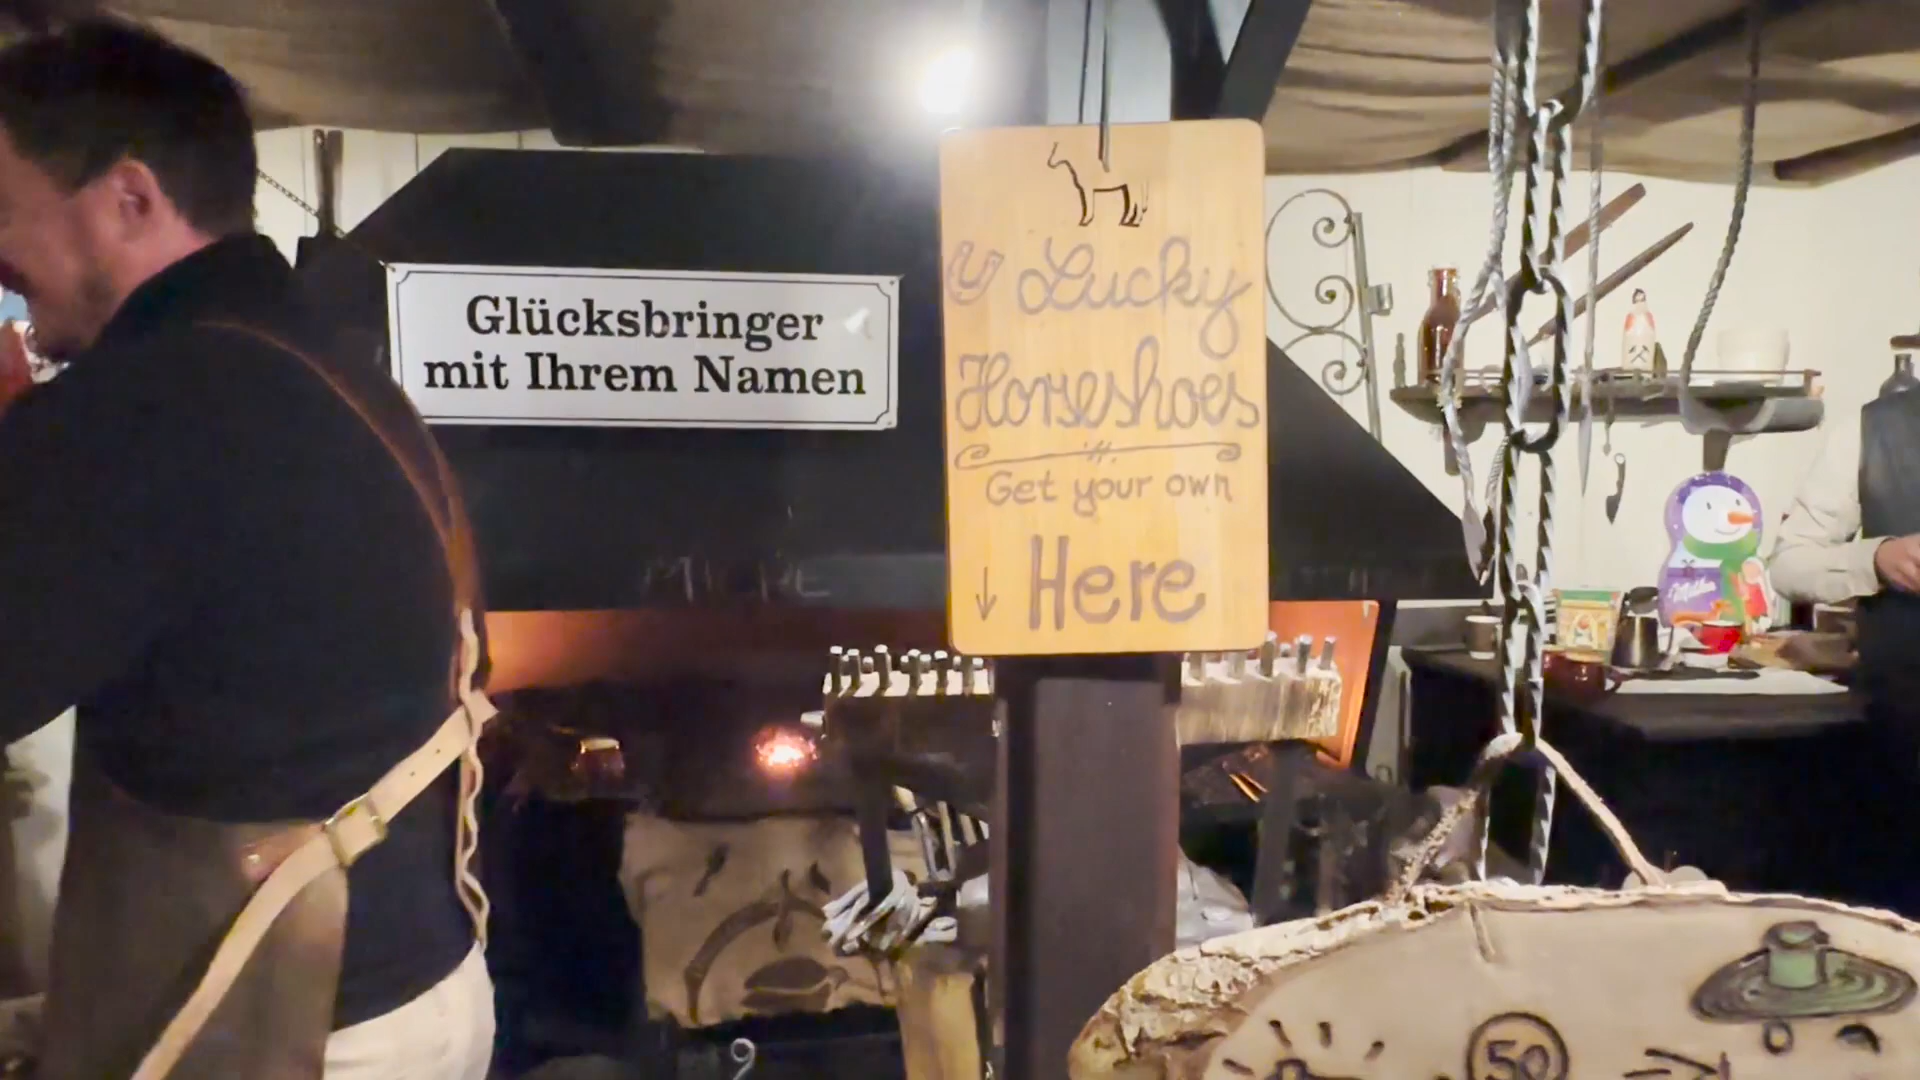 Glücksbringer
mit Ihrem Namen
Lucky
Horseshoes
Get your own
Here
Milka
50